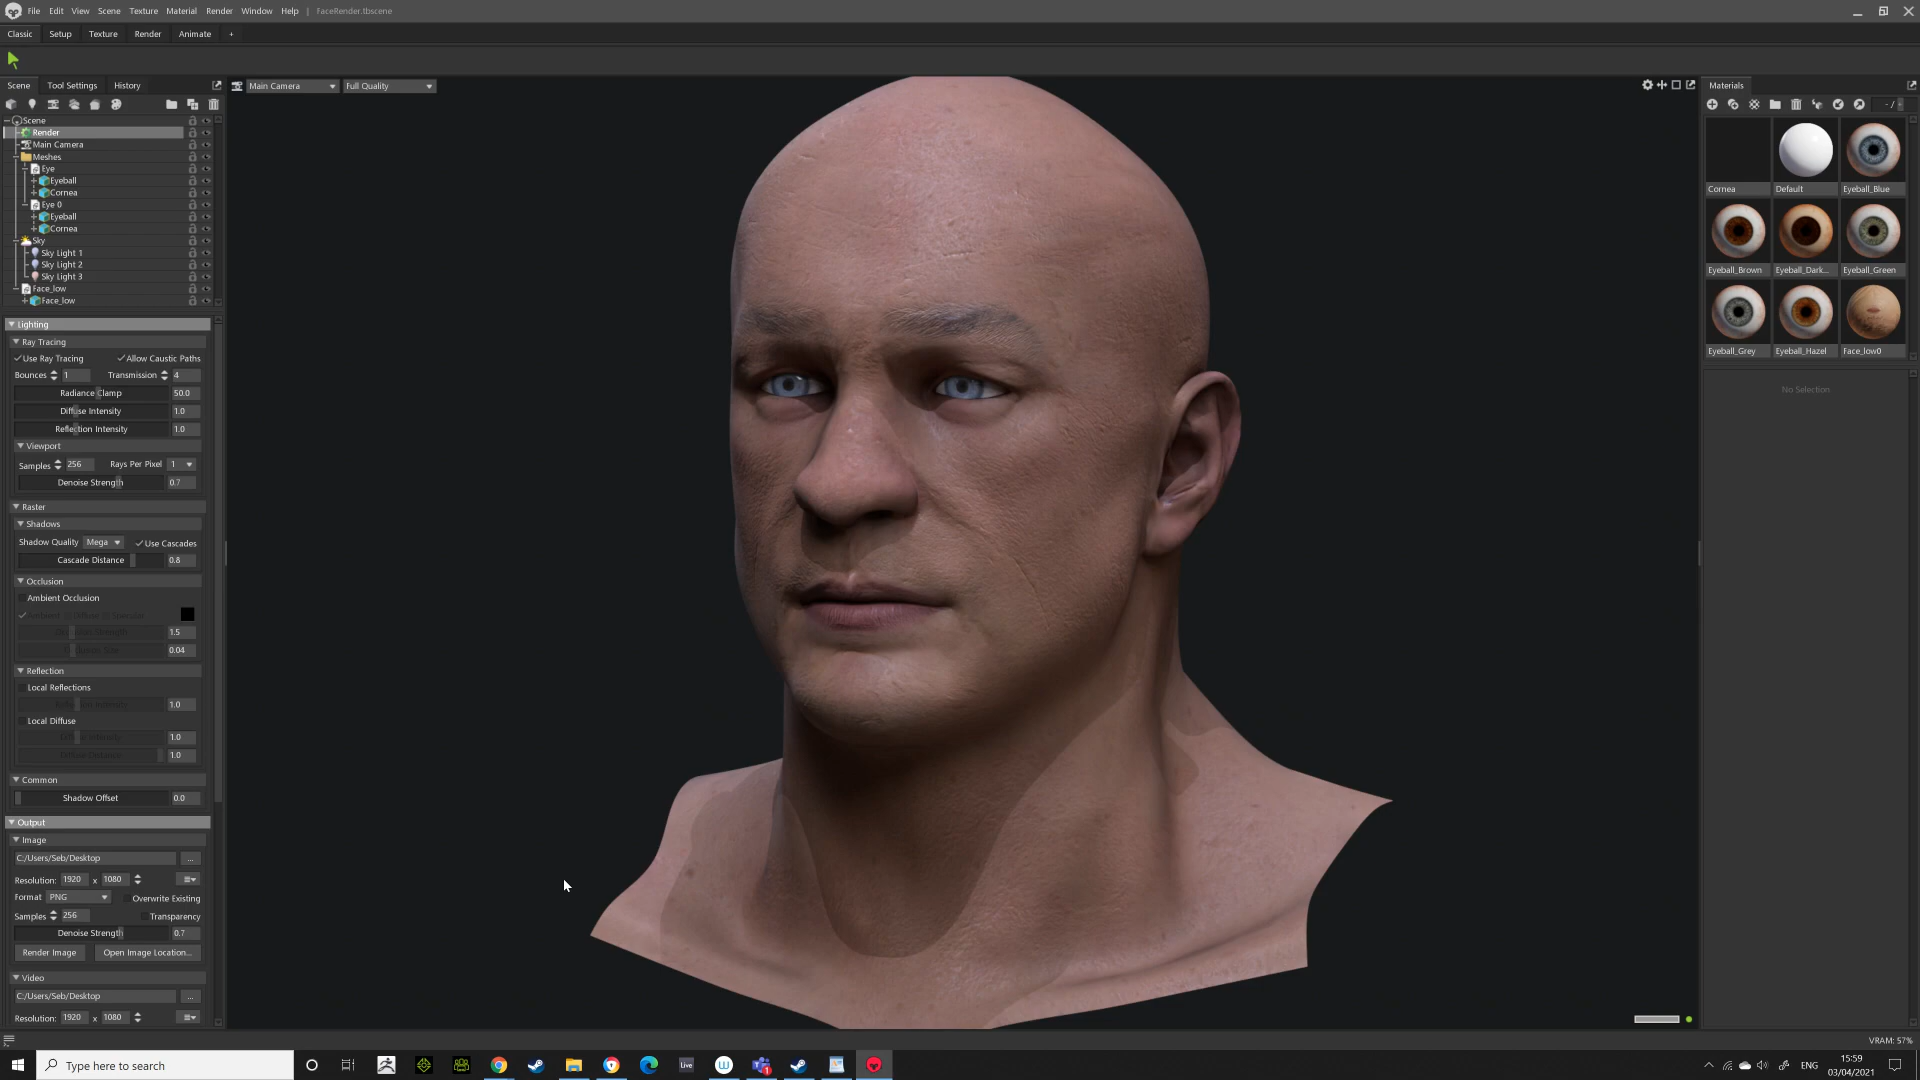 File Edit View Scene Texture Material Render Window Help | FaceRender.tbscene
Classic Setup Texture Render Animate +
Scene Tool Settings History
Main Camera Full Quality
Scene
Render
Main Camera
Meshes
Eye
Eyeball
Cornea
Eye 0
Eyeball
Cornea
Sky
Sky Light 1
Sky Light 2
Sky Light 3
Face_low
Face_low
Lighting
Ray Tracing
Use Ray Tracing Allow Caustic Paths
Bounces 1 Transmission 4
Radiance Clamp 50.0
Diffuse Intensity 1.0
Reflection Intensity 1.0
Viewport
Samples 256 Rays Per Pixel 1
Denoise Strength 0.7
Raster
Shadows
Shadow Quality Mega Use Cascades
Cascade Distance 0.8
Occlusion
Ambient Occlusion
1.5
0.04
Reflection
Local Reflections
1.0
Local Diffuse
1.0
1.0
Common
Shadow Offset 0.0
Output
Image
C:/Users/Seb/Desktop ...
Resolution: 1920 x 1080
Format PNG Overwrite Existing
Samples 256 Transparency
Denoise Strength 0.7
Render Image Open Image Location...
Video
C:/Users/Seb/Desktop ...
Resolution: 1920 x 1080
Materials
- /
Cornea Default Eyeball_Blue
Eyeball_Brown Eyeball_Dark... Eyeball_Green
Eyeball_Grey Eyeball_Hazel Face_low0
No Selection
VRAM: 57%
Type here to search
Live
ENG
15:59
03/04/2021